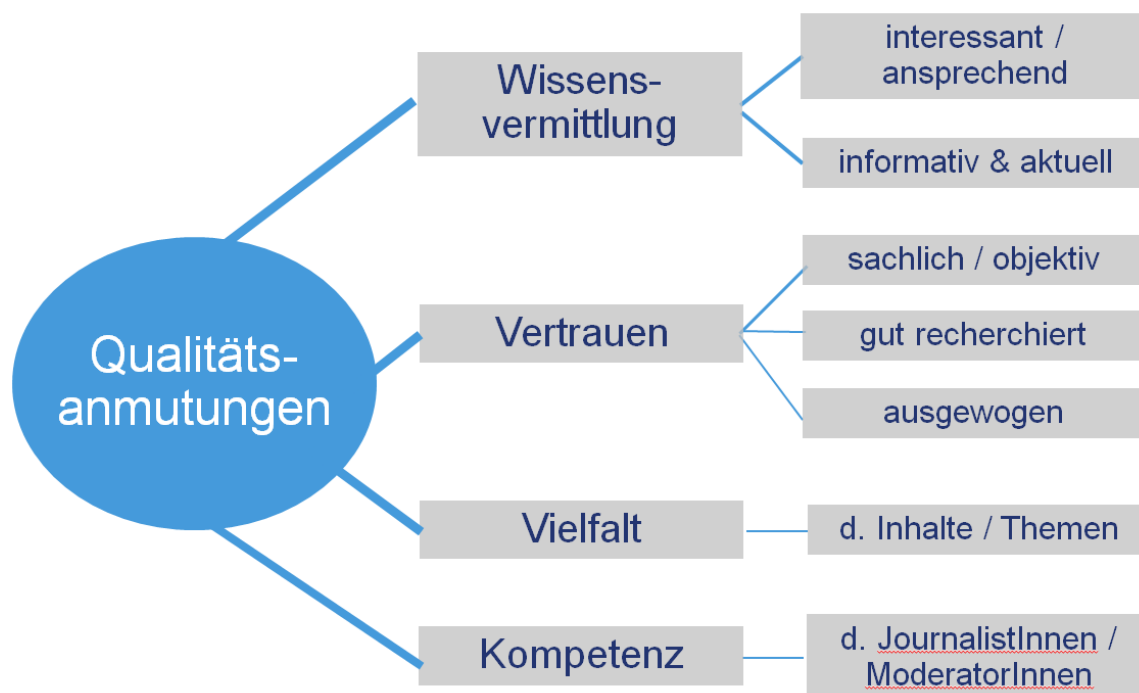 Qualitäts-
anmutungen
Wissens-
vermittlung
interessant /
ansprechend
informativ & aktuell
Vertrauen
sachlich / objektiv
gut recherchiert
ausgewogen
Vielfalt
d. Inhalte / Themen
Kompetenz
d. JournalistInnen /
ModeratorInnen